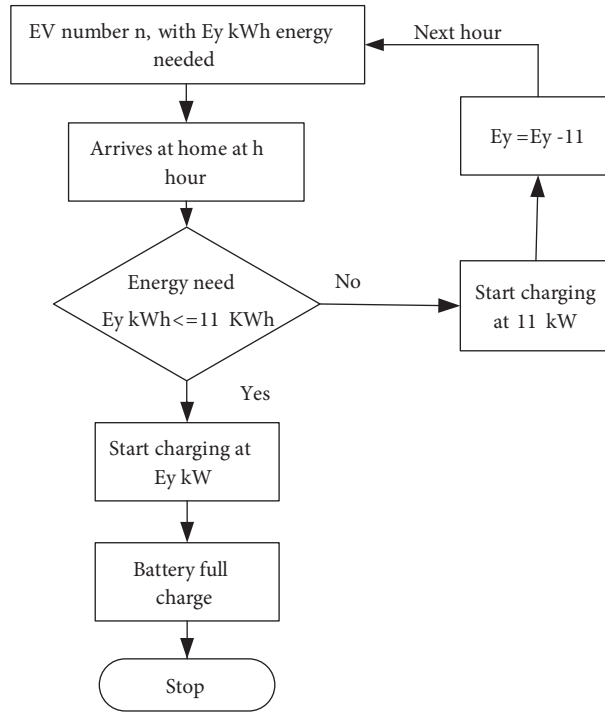 EV number n, with Ey kWh energy
needed
Next hour
Arrives at home at h
hour
Ey =Ey -11
Energy need
Ey kWh<=11 KWh
No
Start charging
at 11 kW
Yes
Start charging at
Ey kW
Battery full
charge
Stop